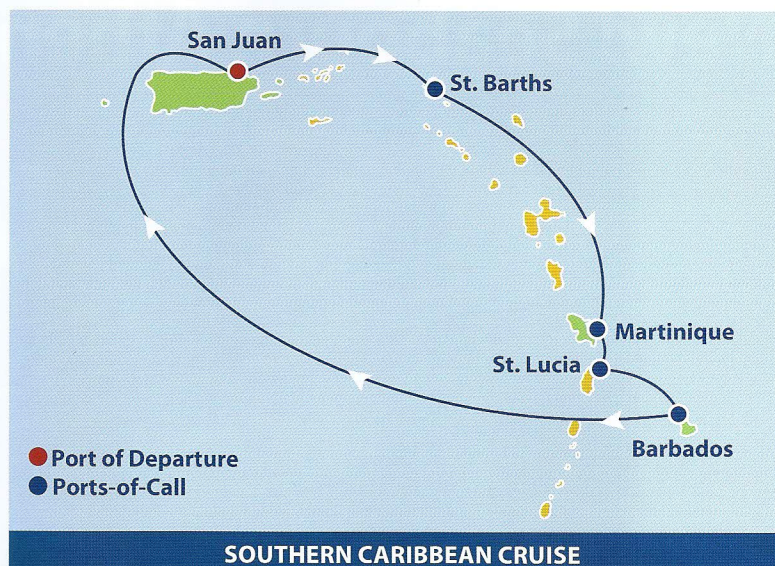 San Juan
St. Barths
Martinique
St. Lucia
Barbados
Port of Departure
Ports-of-Call
SOUTHERN CARIBBEAN CRUISE